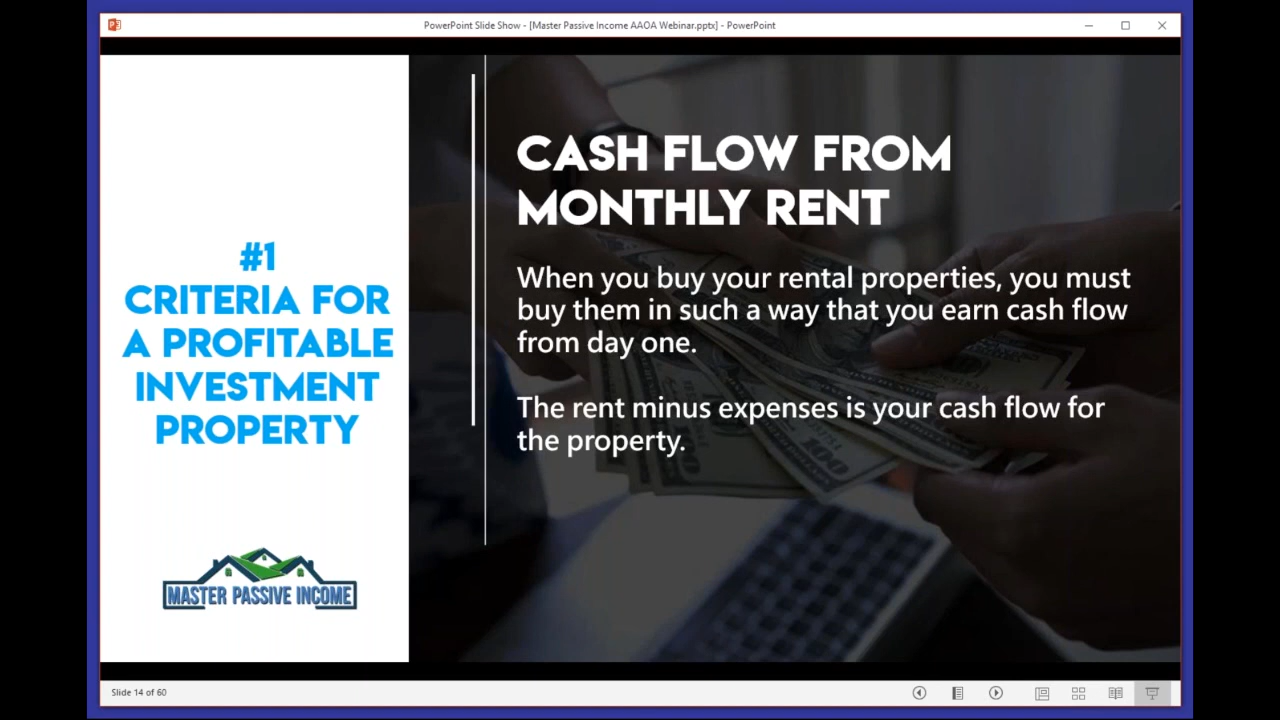 PowerPoint Slide Show - [Master Passive Income AAOA Webinar.pptx] - PowerPoint
#1
CRITERIA FOR
A PROFITABLE
INVESTMENT
PROPERTY
MASTER PASSIVE INCOME
CASH FLOW FROM
MONTHLY RENT
When you buy your rental properties, you must
buy them in such a way that you earn cash flow
from day one.
The rent minus expenses is your cash flow for
the property.
100
Slide 14 of 60